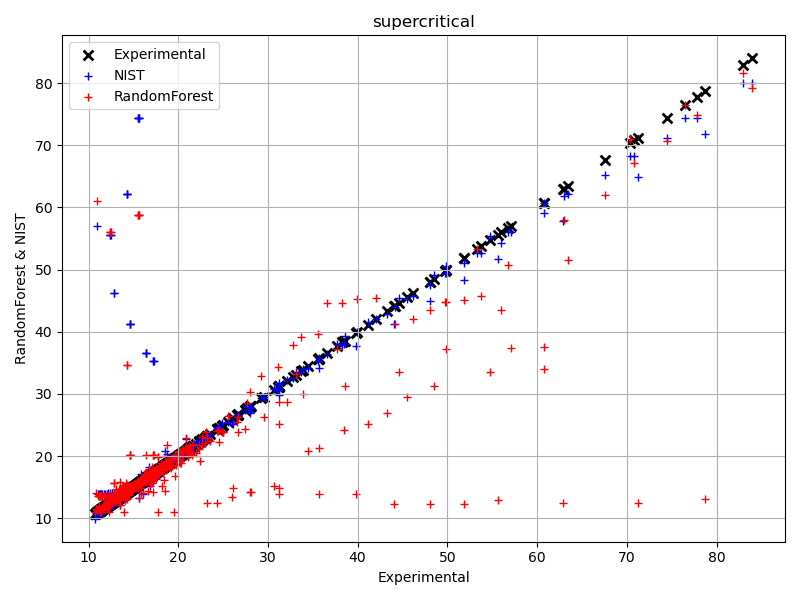 supercritical
Experimental
NIST
RandomForest
RandomForest & NIST
80
70
60
50
40
30
20
10
10 20 30 40 50 60 70 80
Experimental